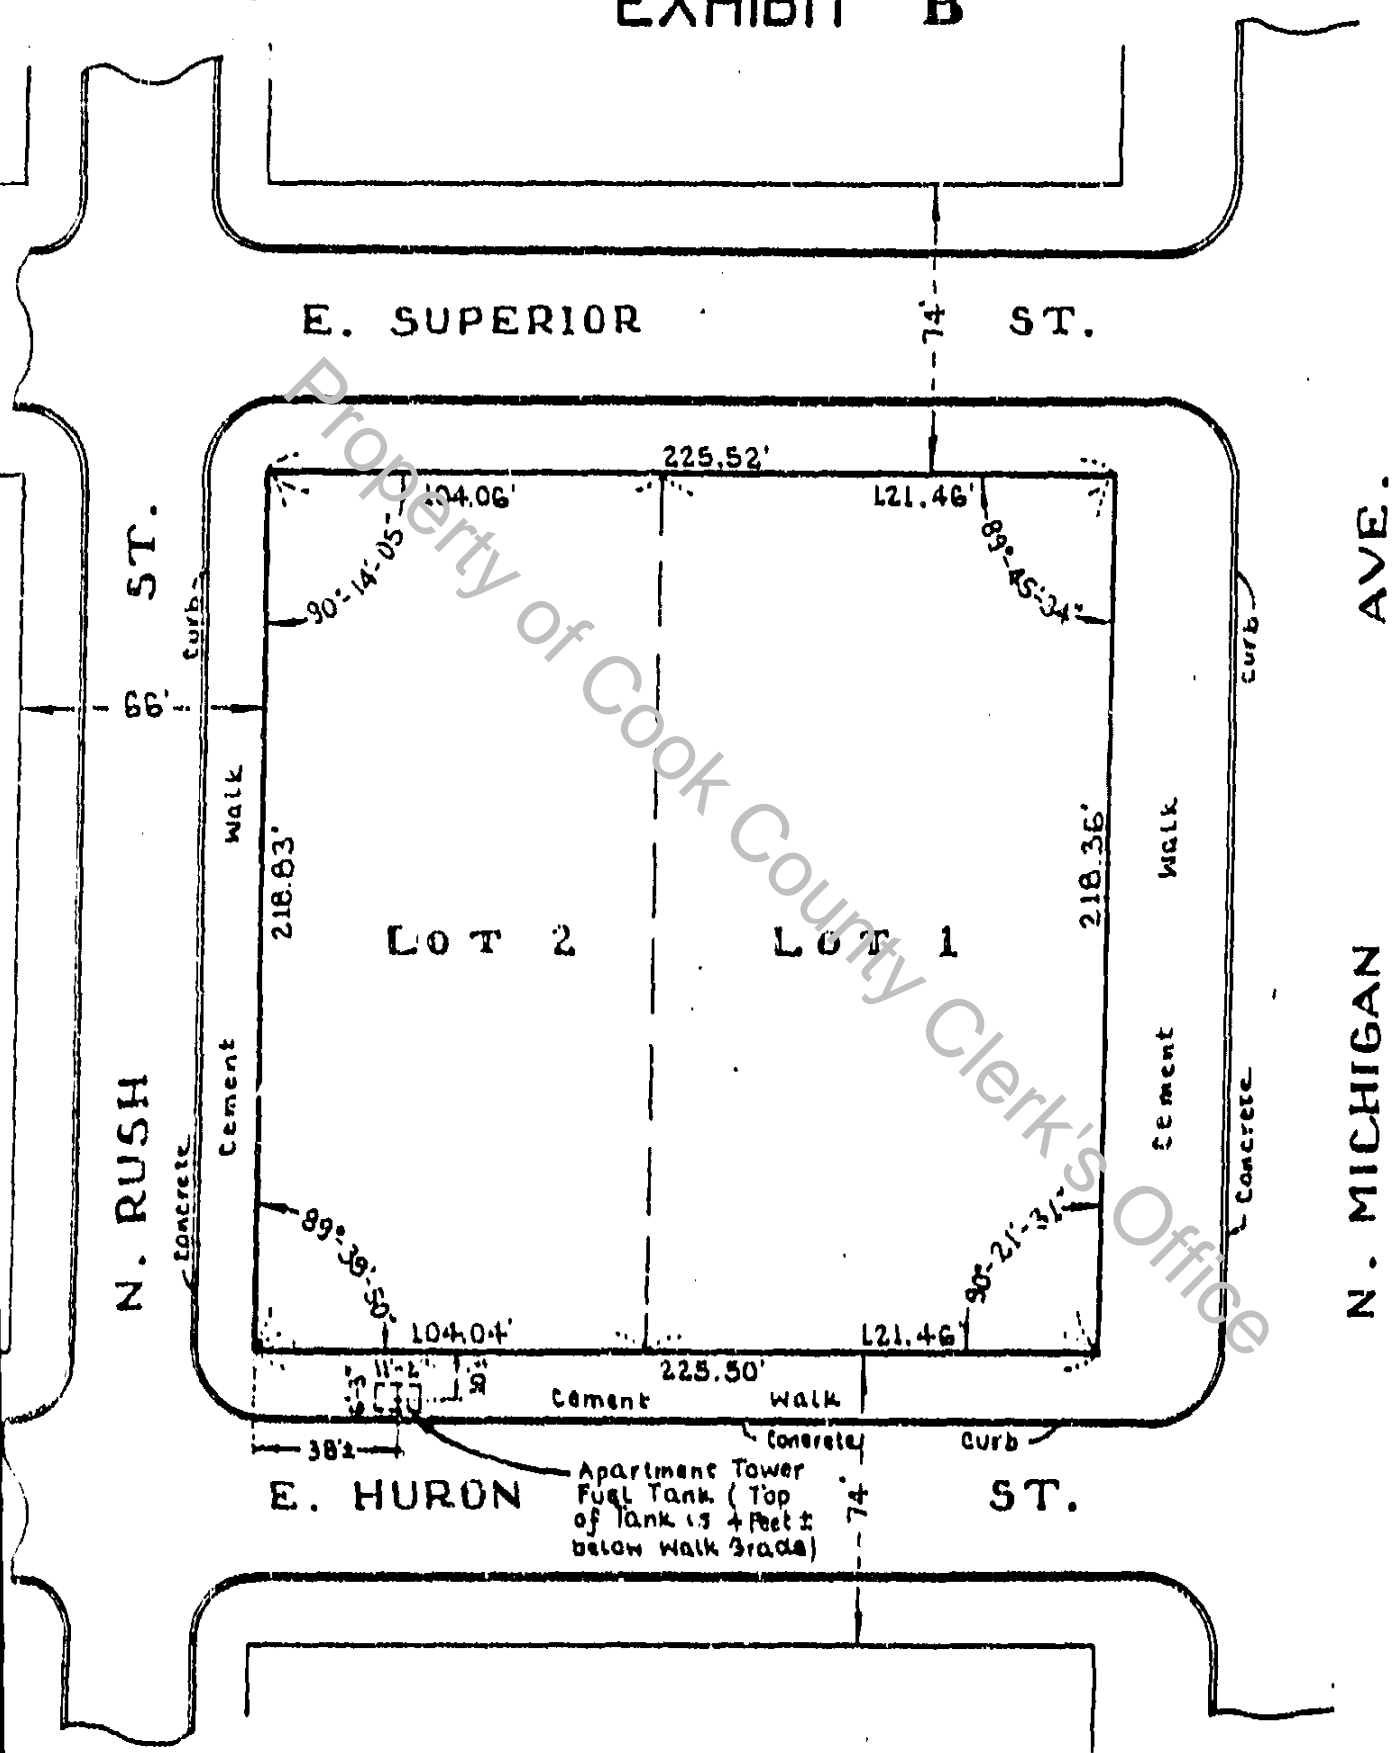 EXHIBIT B
E. SUPERIOR ST.
74'
225.52'
104.06'
121.46'
90°-14'-05"
89°-45'-34"
N. RUSH ST.
66'
Curb
Walk
218.83'
Cement
Concrete
LOT 2
LOT 1
218.36'
Walk
Cement
Curb
Concrete
N. MICHIGAN AVE.
89°-39'-50"
90°-21'-31"
104.04'
121.46'
225.50'
11'-2"
Cement Walk
Concrete Curb
38'±
Apartment Tower
Fuel Tank (Top
of Tank is 4 Feet ±
below Walk Grade)
E. HURON ST.
74'
Property of Cook County Clerk's Office